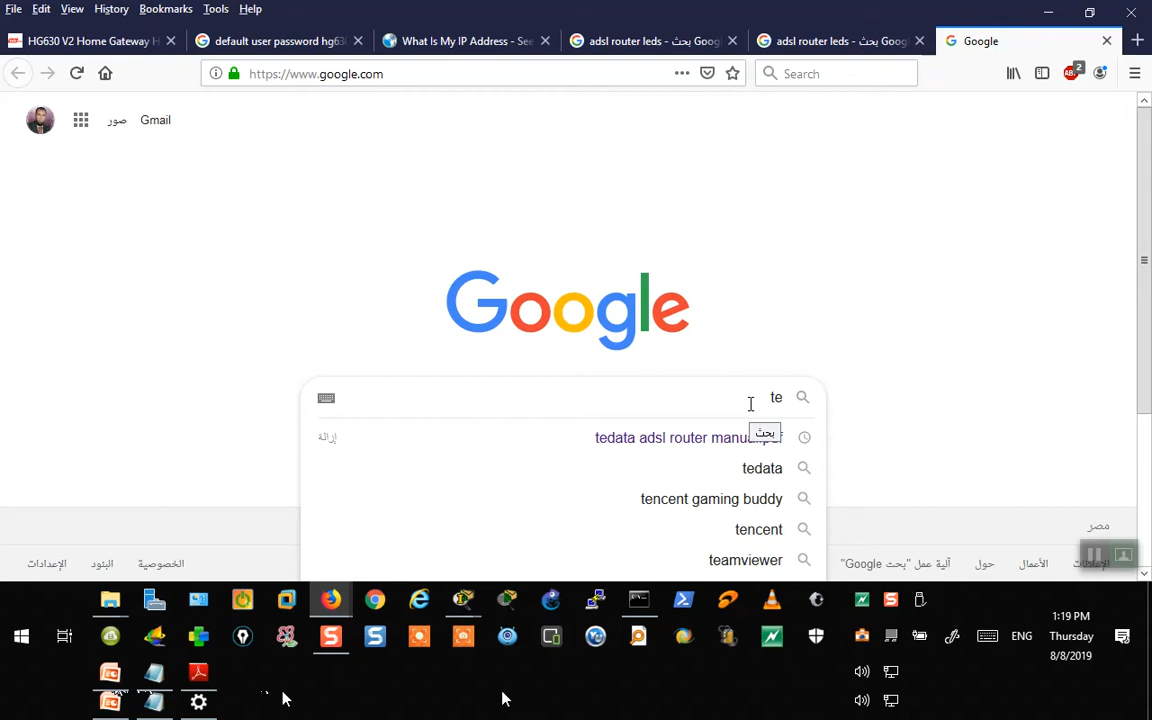 File Edit View History Bookmarks Tools Help
HG630 V2 Home Gateway H
default user password hg63
What Is My IP Address - See
adsl router leds - بحث Goog
adsl router leds - بحث Goog
Google
https://www.google.com
Search
2
صور Gmail
Google
te
بحث
tedata adsl router manual
إزالة
tedata
tencent gaming buddy
tencent
teamviewer
مصر
الأعمال حول آلية عمل "بحث Google"
الخصوصية البنود الإعدادات
1:19 PM
ENG Thursday
8/8/2019